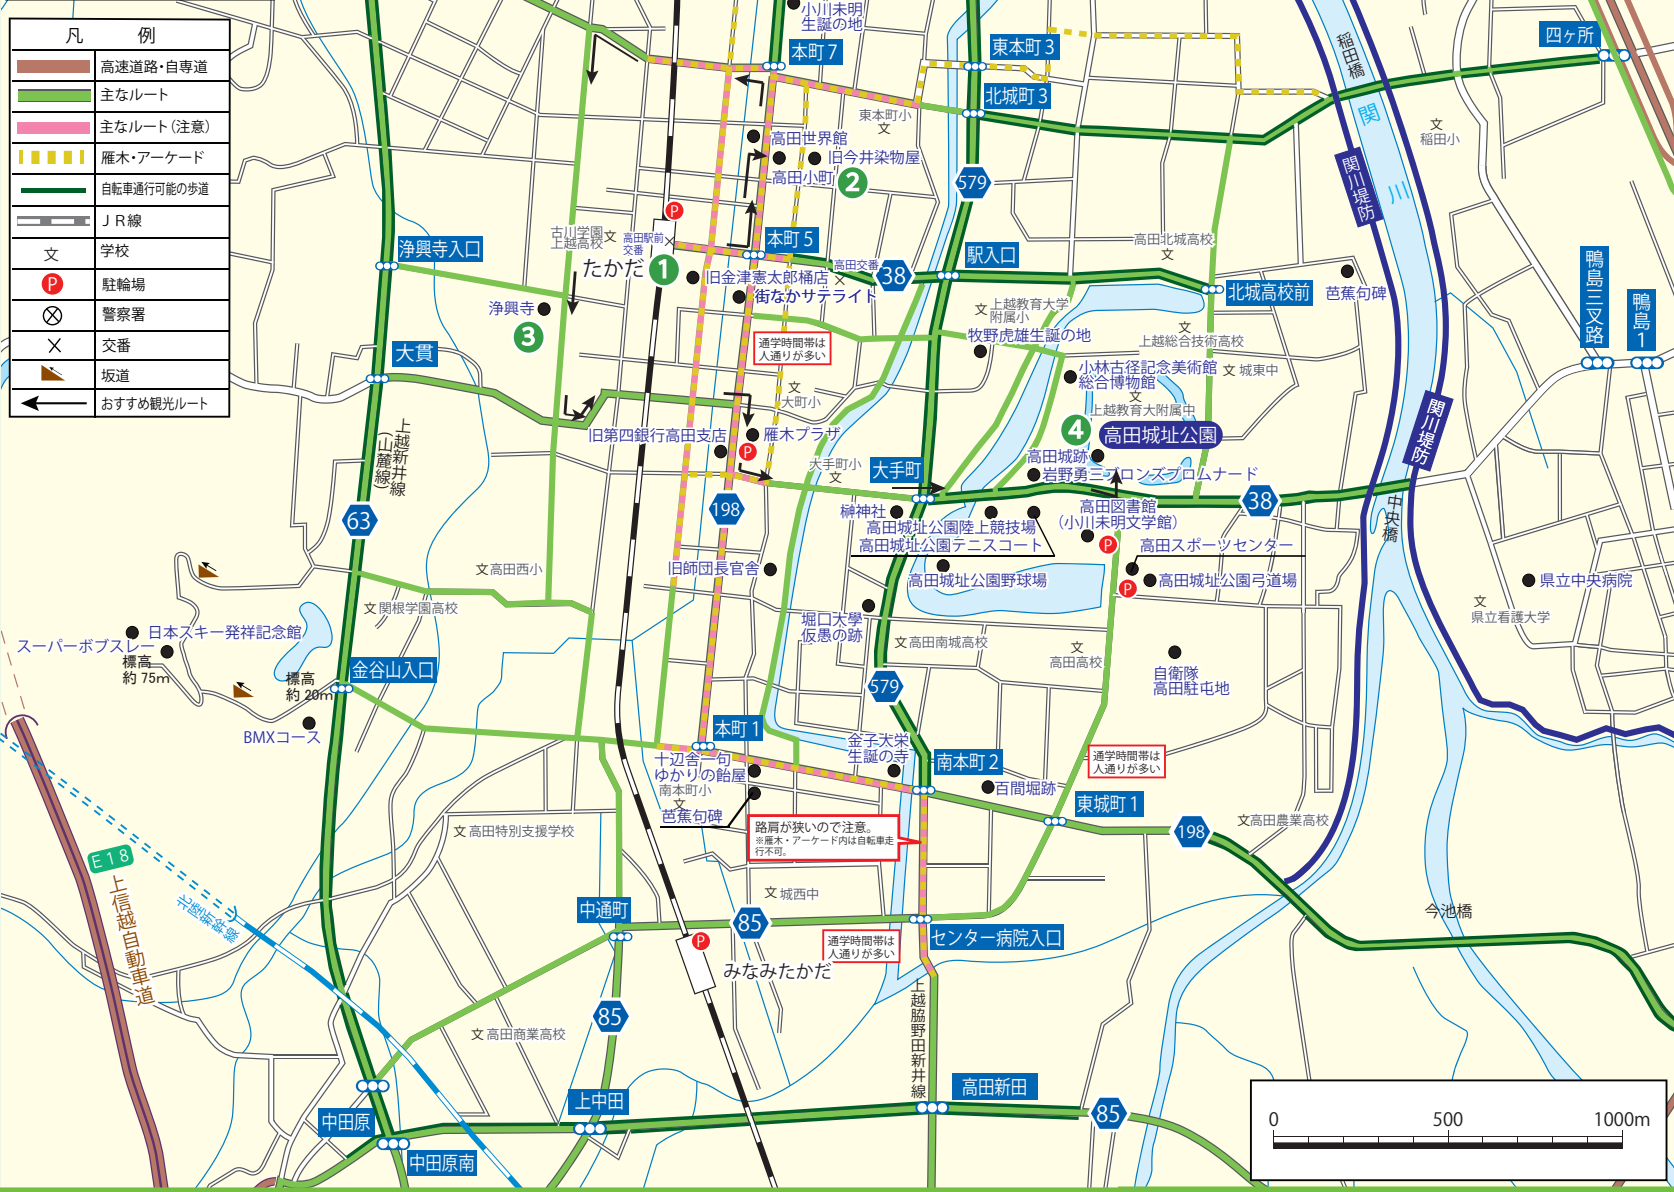 凡 例
高速道路・自専道
主なルート
主なルート（注意）
雁木・アーケード
自転車通行可能の歩道
ＪＲ線
文 学校
P 駐輪場
警察署
交番
坂道
おすすめ観光ルート
小川未明
生誕の地
本町7
東本町3
北城町3
四ヶ所
稲田橋
関
川
関川堤防
文
稲田小
東本町小
文
高田世界館
旧今井染物屋
高田小町
2
579
P
古川学園
上越高校
文
高田駅前
交番
たかだ
1
本町5
高田交番
38
駅入口
文
高田北城高校
北城高校前
芭蕉句碑
鴨島三叉路
鴨島1
浄興寺入口
旧金津憲太郎桶店
街なかサテライト
浄興寺
3
文 上越教育大学
附属小
牧野虎雄生誕の地
文
上越総合技術高校
通学時間帯は
人通りが多い
大貫
小林古径記念美術館
総合博物館
文 城東中
文
上越教育大附属中
文
大町小
4
高田城址公園
関川堤防
上越新井線
（山麓線）
旧第四銀行高田支店
雁木プラザ
P
高田城跡
岩野勇三ブロンズプロムナード
大手町小
文
大手町
63
198
38
中央橋
榊神社
高田図書館
（小川未明文学館）
高田城址公園陸上競技場
高田城址公園テニスコート
P
高田スポーツセンター
文 高田西小
旧師団長官舎
高田城址公園野球場
高田城址公園弓道場
P
県立中央病院
文
県立看護大学
文 関根学園高校
堀口大學
仮愚の跡
日本スキー発祥記念館
スーパーボブスレー
標高
約 75m
文 高田南城高校
文
高田高校
自衛隊
高田駐屯地
金谷山入口
標高
約 20m
579
BMXコース
本町1
金子大栄
生誕の寺
南本町2
十辺舎一句
ゆかりの飴屋
南本町小
文
芭蕉句碑
通学時間帯は
人通りが多い
百間堀跡
東城町1
路肩が狭いので注意。
※雁木・アーケード内は自転車走
行不可。
198
文 高田農業高校
文 高田特別支援学校
E18
上信越自動車道
北陸新幹線
文 城西中
中通町
85
センター病院入口
通学時間帯は
人通りが多い
P
みなみたかだ
今池橋
85
文 高田商業高校
上越脇野田新井線
高田新田
上中田
85
中田原
中田原南
0 500 1000m